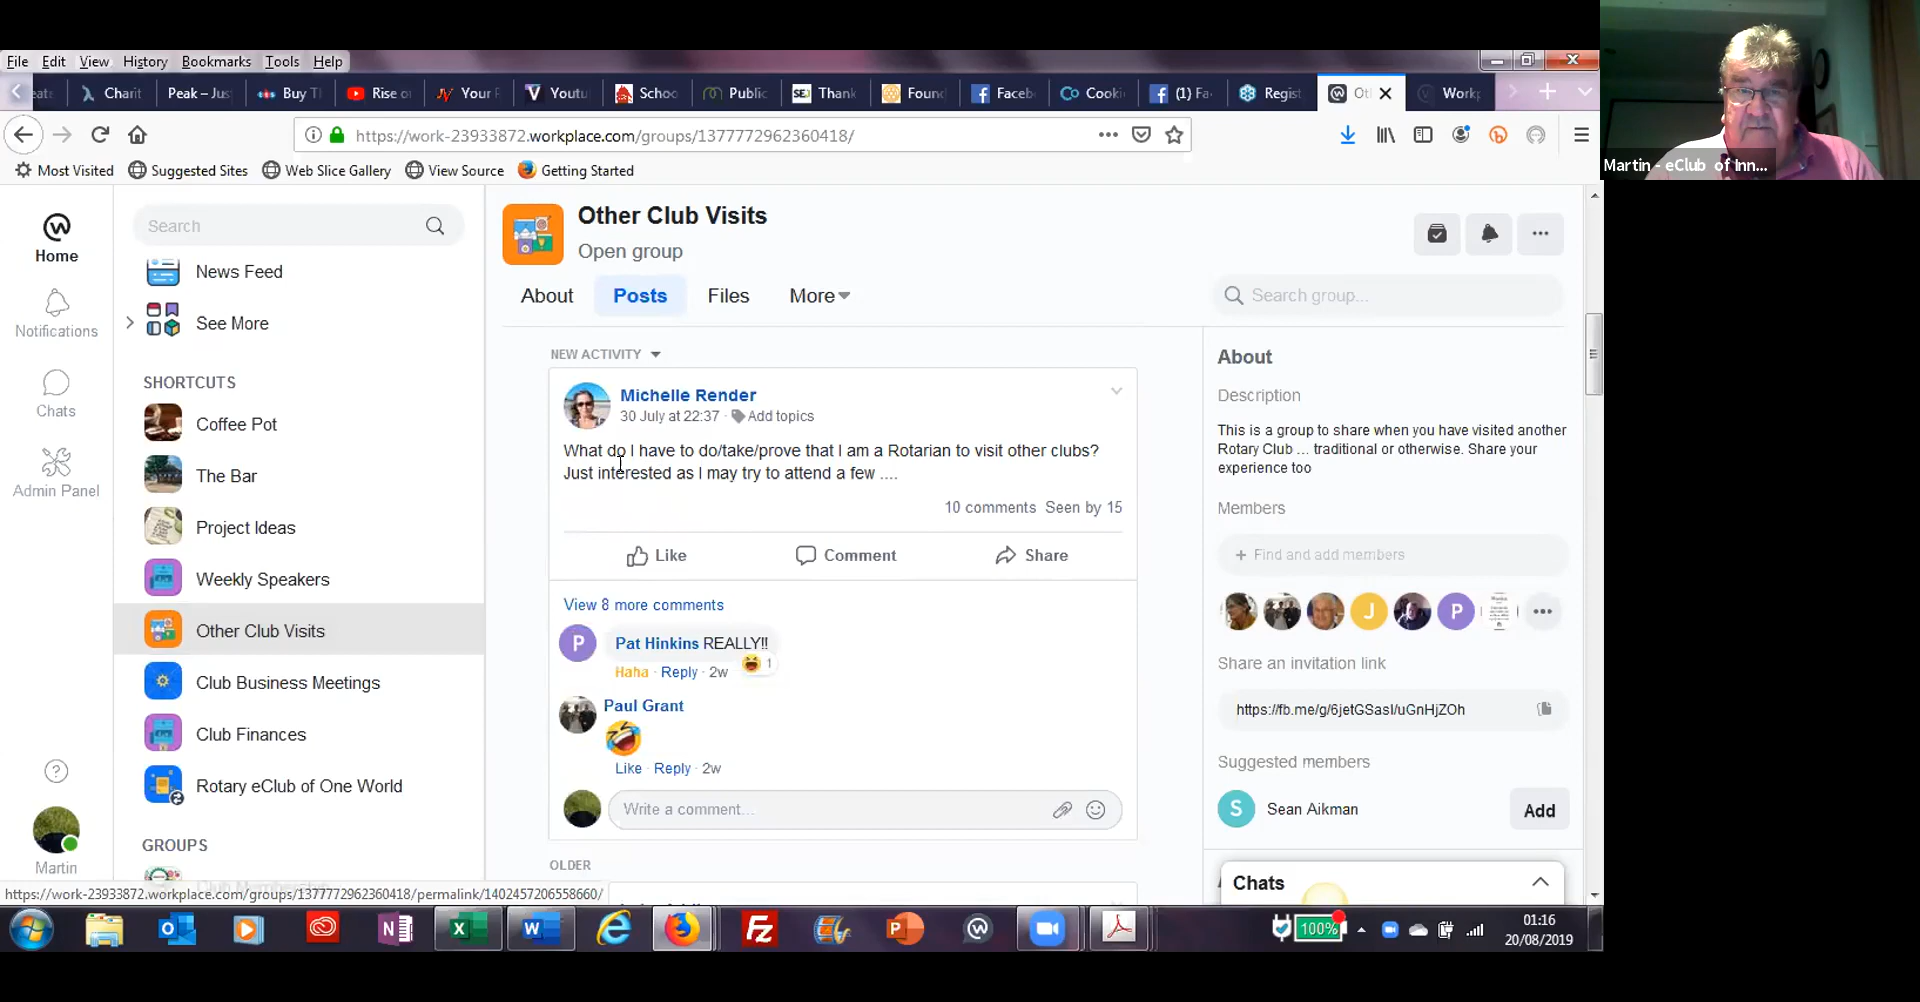 File Edit View History Bookmarks Tools Help
Charit
Peak – Jus
Buy T
Rise o
Your
Youtu
Schoo
Public
SEJ Thank
Foun
Faceb
Cooki
(1) Fa
Regist
Ot
Work
https://work-23933872.workplace.com/groups/1377772962360418/
Most Visited Suggested Sites Web Slice Gallery View Source Getting Started
Martin - eClub of Inn...
Home
Notifications
Chats
Admin Panel
Martin
Search
News Feed
See More
SHORTCUTS
Coffee Pot
The Bar
Project Ideas
Weekly Speakers
Other Club Visits
Club Business Meetings
Club Finances
Rotary eClub of One World
GROUPS
Other Club Visits
Open group
About Posts Files More
Search group...
NEW ACTIVITY
Michelle Render
30 July at 22:37 · Add topics
What do I have to do/take/prove that I am a Rotarian to visit other clubs?
Just interested as I may try to attend a few ....
10 comments Seen by 15
Like Comment Share
View 8 more comments
P
Pat Hinkins REALLY!!
1
Haha · Reply · 2w
Paul Grant
Like · Reply · 2w
Write a comment...
OLDER
About
Description
This is a group to share when you have visited another
Rotary Club ... traditional or otherwise. Share your
experience too
Members
+ Find and add members
J
P
Share an invitation link
https://fb.me/g/6jetGSasI/uGnHjZOh
Suggested members
S
Sean Aikman
Add
Chats
https://work-23933872.workplace.com/groups/1377772962360418/permalink/1402457206558660/
100%
01:16
20/08/2019